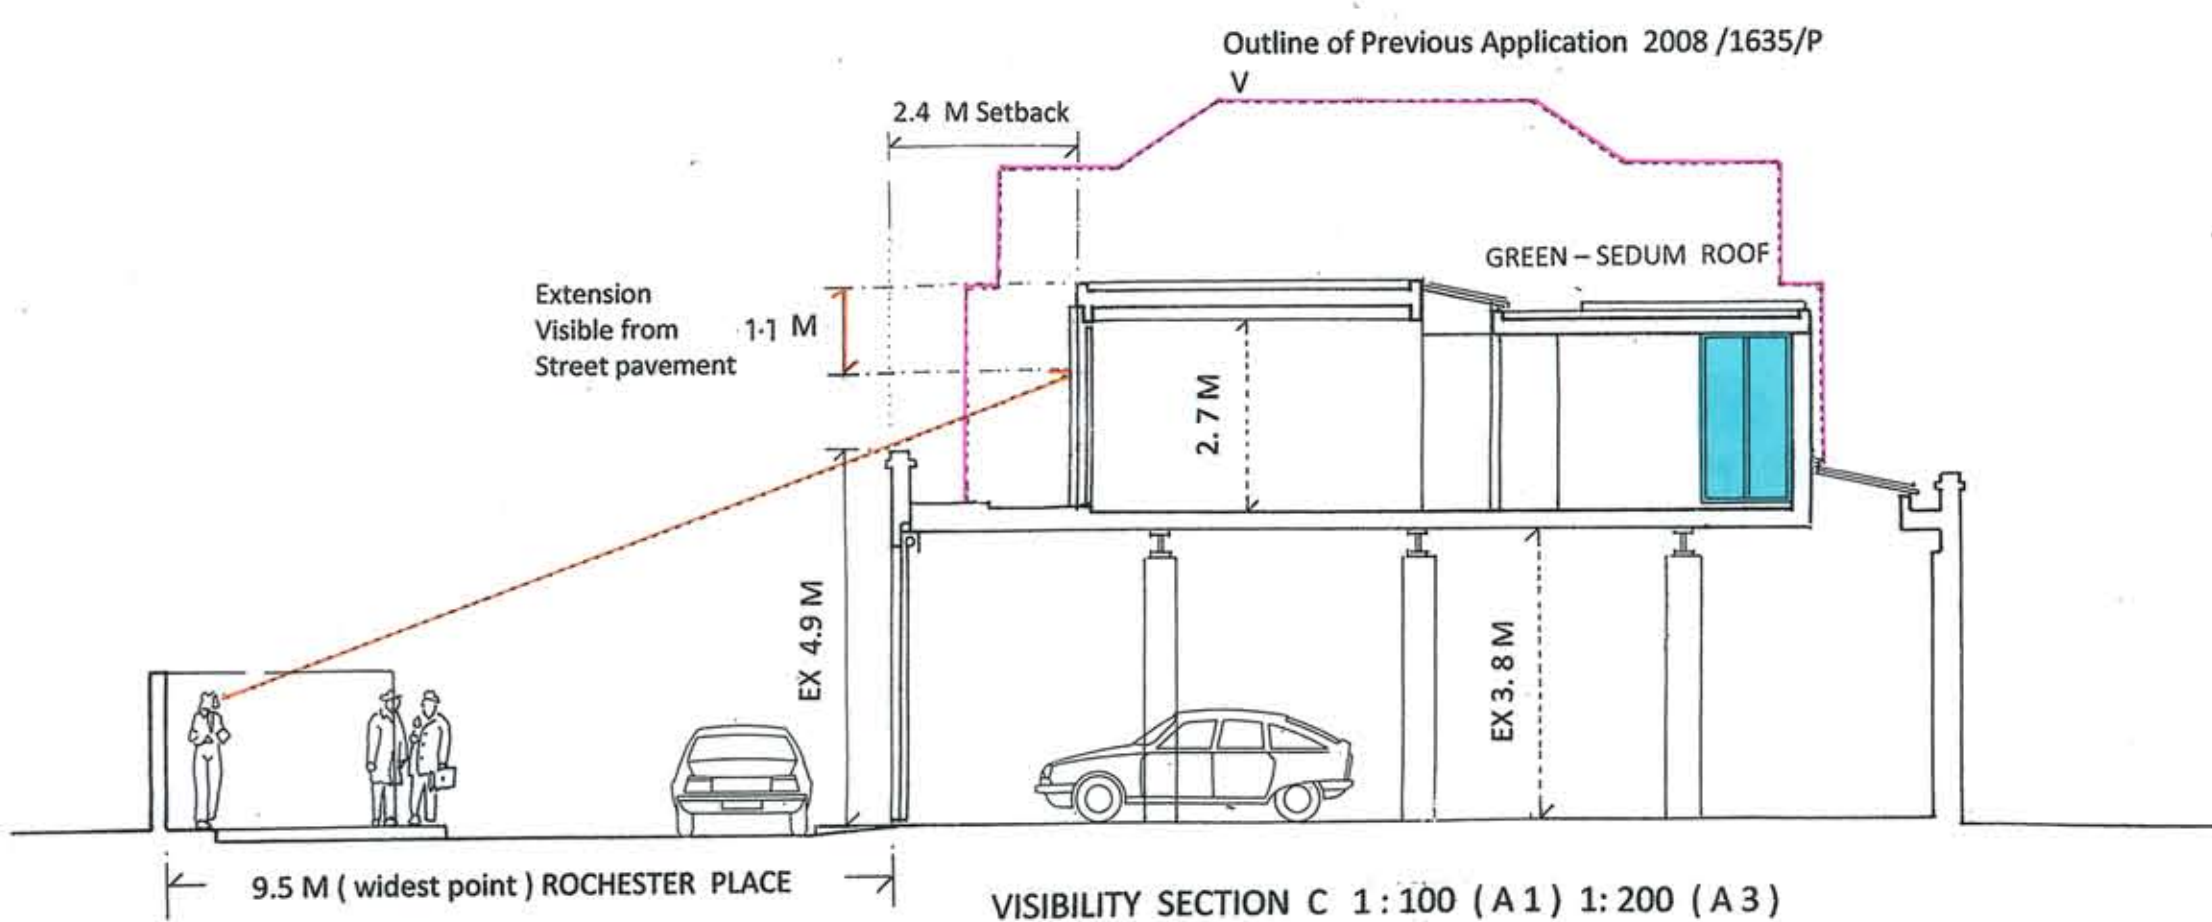 Outline of Previous Application 2008 /1635/P
V
2.4 M Setback
GREEN – SEDUM ROOF
Extension
Visible from
Street pavement
1·1 M
2.7 M
EX 4.9 M
EX 3.8 M
9.5 M ( widest point ) ROCHESTER PLACE
VISIBILITY SECTION C 1 : 100 ( A 1 ) 1: 200 ( A 3 )